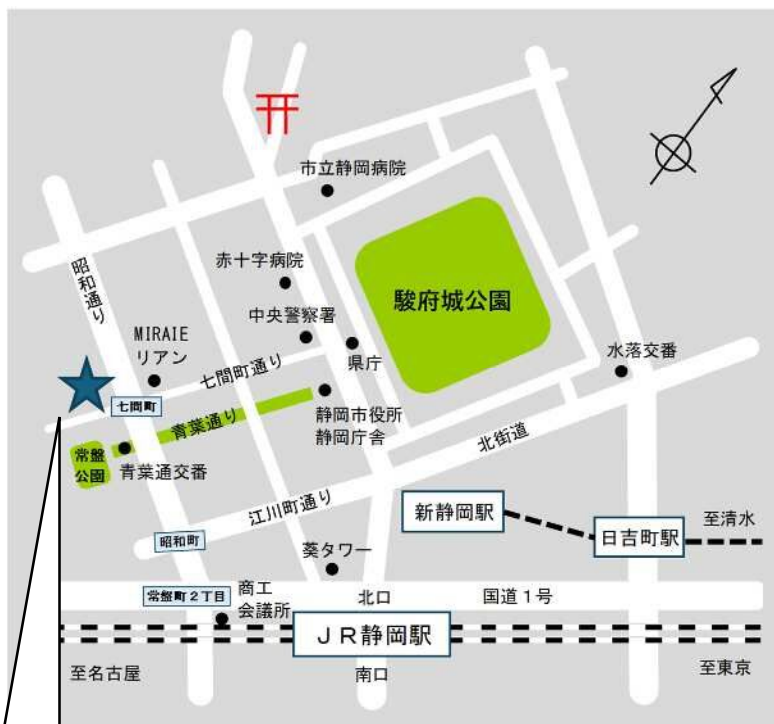 市立静岡病院
昭和通り
赤十字病院
駿府城公園
中央警察署
MIRAIE
リアン
県庁
水落交番
七間町通り
七間町
青葉通り
静岡市役所
静岡庁舎
北街道
常盤
公園
青葉通交番
江川町通り
新静岡駅
至清水
昭和町
日吉町駅
葵タワー
常盤町2丁目
商工
会議所
北口
国道1号
JR静岡駅
至名古屋
南口
至東京